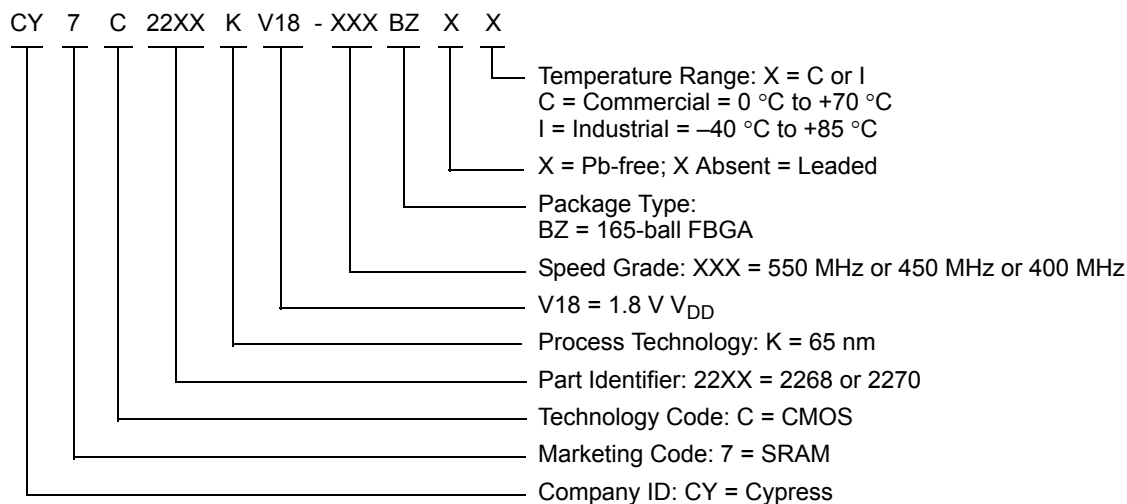 CY 7 C 22XX K V18 - XXX BZ X X
Temperature Range: X = C or I
C = Commercial = 0 °C to +70 °C
I = Industrial = –40 °C to +85 °C
X = Pb-free; X Absent = Leaded
Package Type:
BZ = 165-ball FBGA
Speed Grade: XXX = 550 MHz or 450 MHz or 400 MHz
V18 = 1.8 V VDD
Process Technology: K = 65 nm
Part Identifier: 22XX = 2268 or 2270
Technology Code: C = CMOS
Marketing Code: 7 = SRAM
Company ID: CY = Cypress